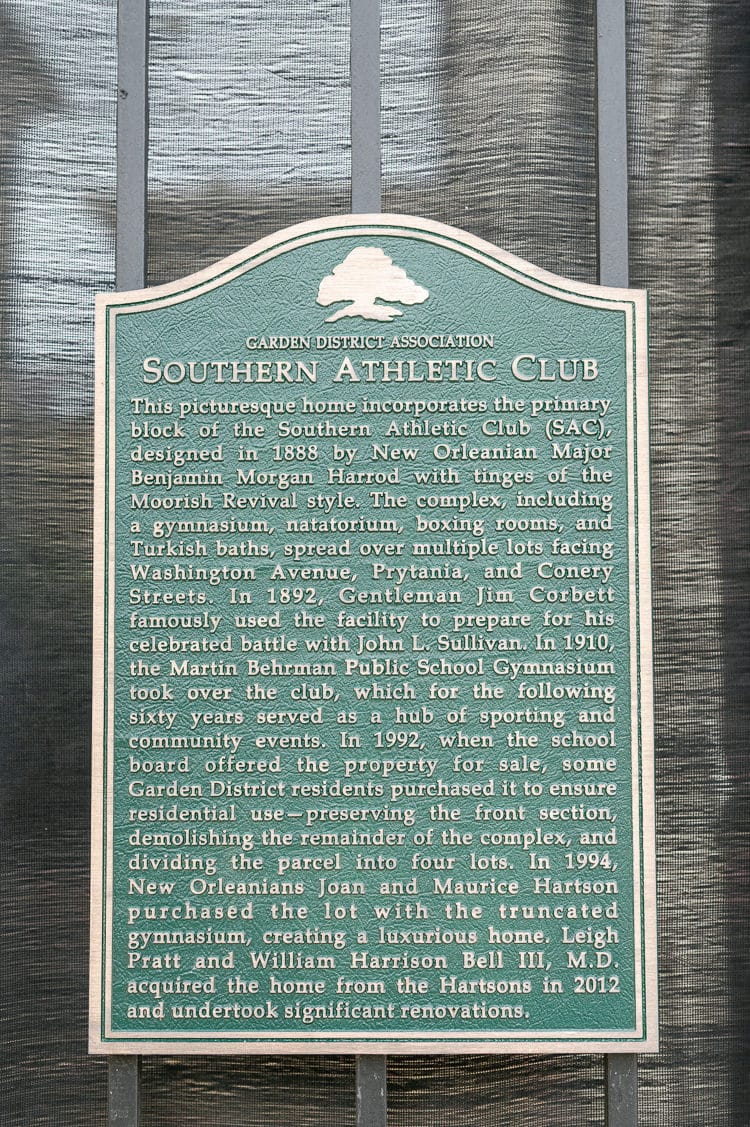 GARDEN DISTRICT ASSOCIATION
SOUTHERN ATHLETIC CLUB
This picturesque home incorporates the primary
block of the Southern Athletic Club (SAC),
designed in 1888 by New Orleanian Major
Benjamin Morgan Harrod with tinges of the
Moorish Revival style. The complex, including
a gymnasium, natatorium, boxing rooms, and
Turkish baths, spread over multiple lots facing
Washington Avenue, Prytania, and Conery
Streets. In 1892, Gentleman Jim Corbett
famously used the facility to prepare for his
celebrated battle with John L. Sullivan. In 1910,
the Martin Behrman Public School Gymnasium
took over the club, which for the following
sixty years served as a hub of sporting and
community events. In 1992, when the school
board offered the property for sale, some
Garden District residents purchased it to ensure
residential use—preserving the front section,
demolishing the remainder of the complex, and
dividing the parcel into four lots. In 1994,
New Orleanians Joan and Maurice Hartson
purchased the lot with the truncated
gymnasium, creating a luxurious home. Leigh
Pratt and William Harrison Bell III, M.D.
acquired the home from the Hartsons in 2012
and undertook significant renovations.